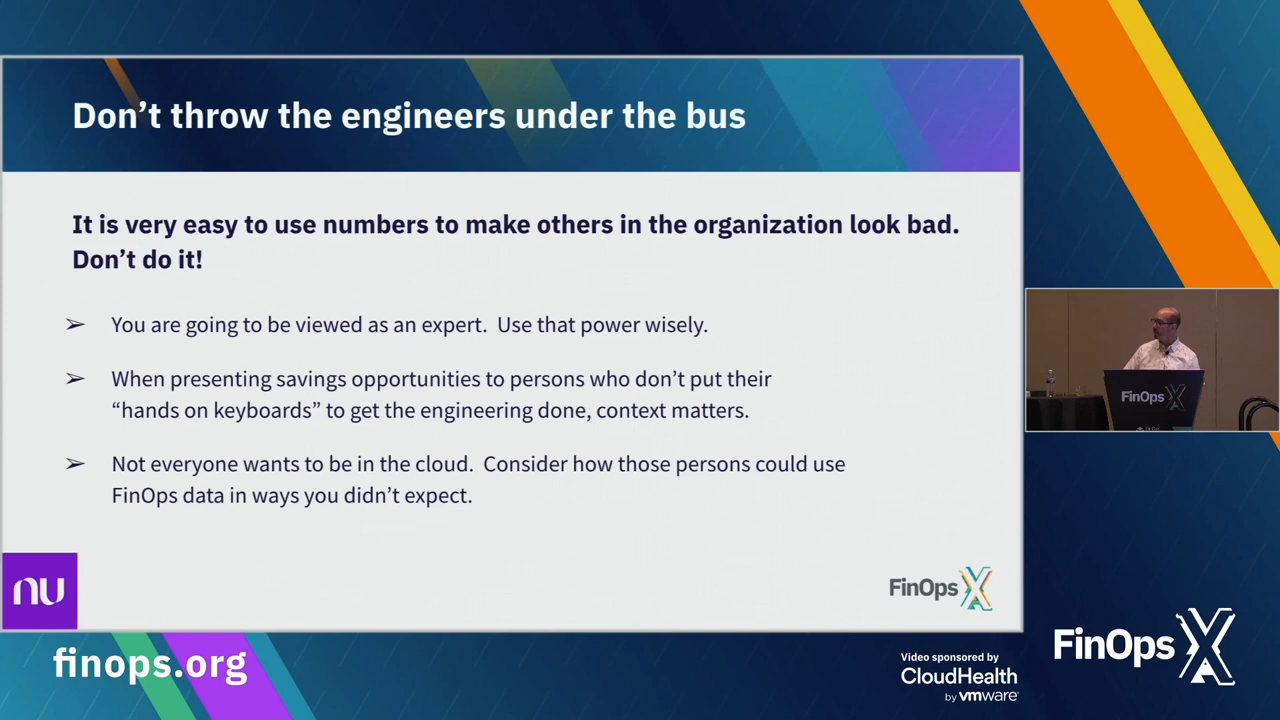 Don’t throw the engineers under the bus
It is very easy to use numbers to make others in the organization look bad.
Don’t do it!
➢ You are going to be viewed as an expert.  Use that power wisely.
➢ When presenting savings opportunities to persons who don’t put their
“hands on keyboards” to get the engineering done, context matters.
➢ Not everyone wants to be in the cloud.  Consider how those persons could use
FinOps data in ways you didn’t expect.
nu
FinOps X
FinOps X
finops.org
Video sponsored by
CloudHealth
by vmware
FinOps X